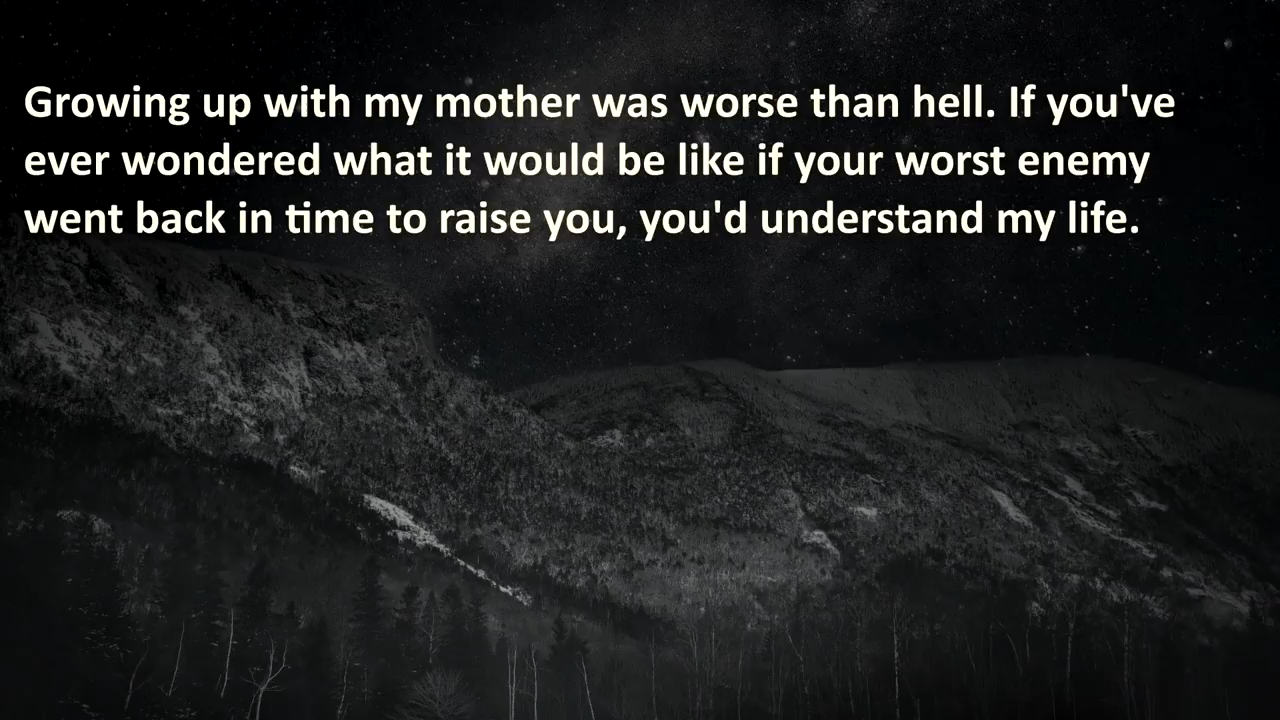 Growing up with my mother was worse than hell. If you've
ever wondered what it would be like if your worst enemy
went back in time to raise you, you'd understand my life.